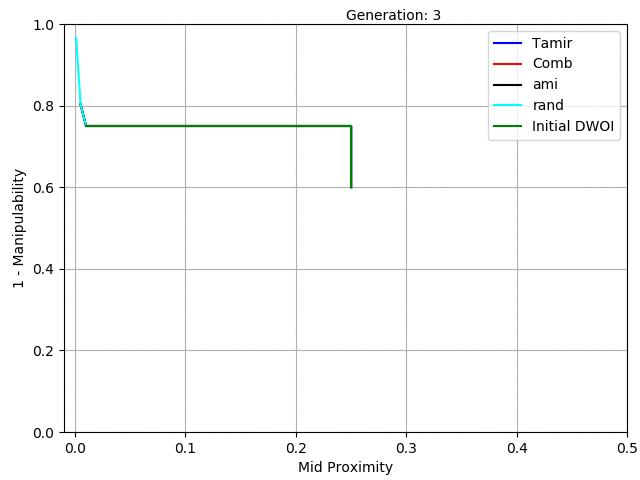 Generation: 3
1.0
0.8
0.6
0.4
0.2
0.0
1 - Manipulability
0.0 0.1 0.2 0.3 0.4 0.5
Mid Proximity
Tamir
Comb
ami
rand
Initial DWOI